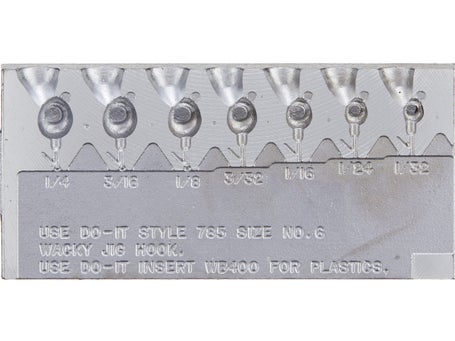 1/4 3/16 1/8 3/32 1/16 1/24 1/32
USE DO-IT STYLE 785 SIZE NO.6
WACKY JIG HOOK.
USE DO-IT INSERT WB400 FOR PLASTICS.